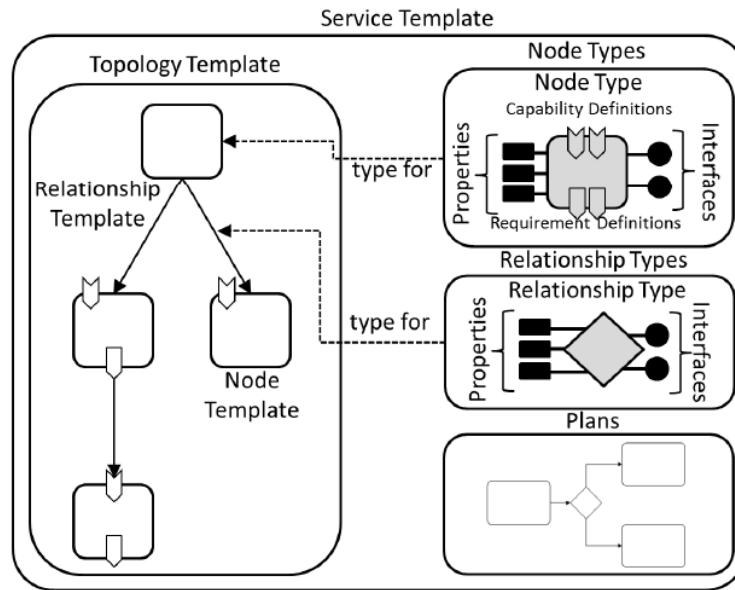 Service Template
Topology Template
Relationship
Template
Node
Template
type for
type for
Node Types
Node Type
Capability Definitions
Properties
Interfaces
Requirement Definitions
Relationship Types
Relationship Type
Properties
Interfaces
Plans